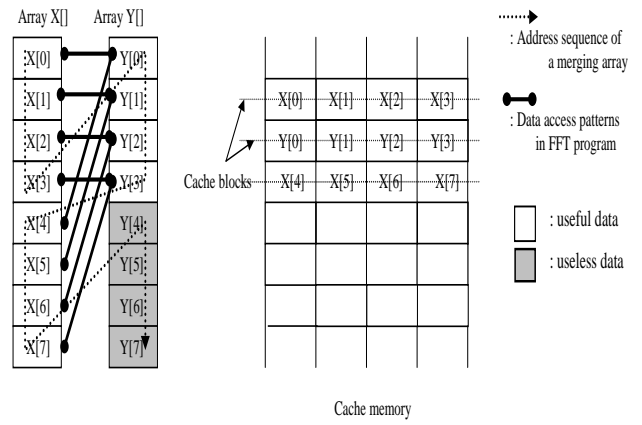 Array X[] Array Y[]
X[0] Y[0]
X[1] Y[1]
X[2] Y[2]
X[3] Y[3]
X[4] Y[4]
X[5] Y[5]
X[6] Y[6]
X[7] Y[7]
X[0] X[1] X[2] X[3]
Y[0] Y[1] Y[2] Y[3]
X[4] X[5] X[6] X[7]
Cache blocks
Cache memory
: Address sequence of
a merging array
: Data access patterns
in FFT program
: useful data
: useless data